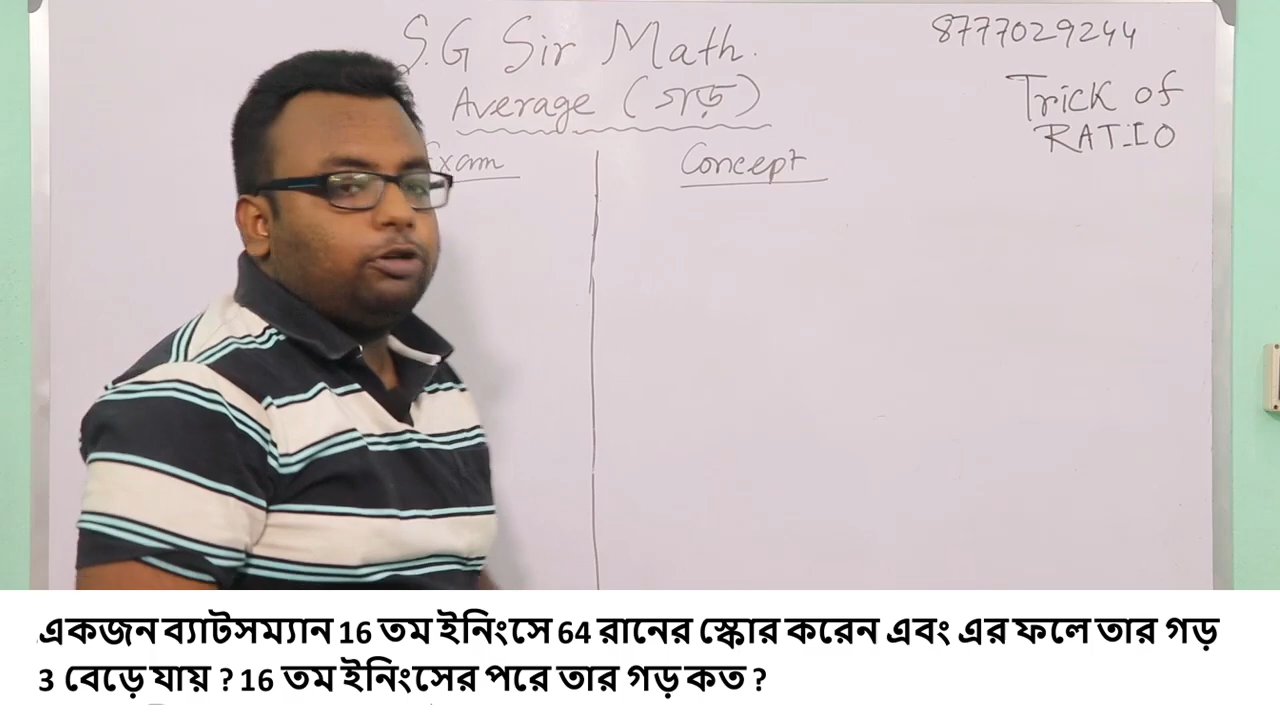 S.G Sir Math.
8777029244
Average (গড়)
Trick of
RATIO
Exam
Concept
একজন ব্যাটসম্যান 16 তম ইনিংসে 64 রানের স্কোর করেন এবং এর ফলে তার গড়
3 বেড়ে যায় ? 16 তম ইনিংসের পরে তার গড় কত ?